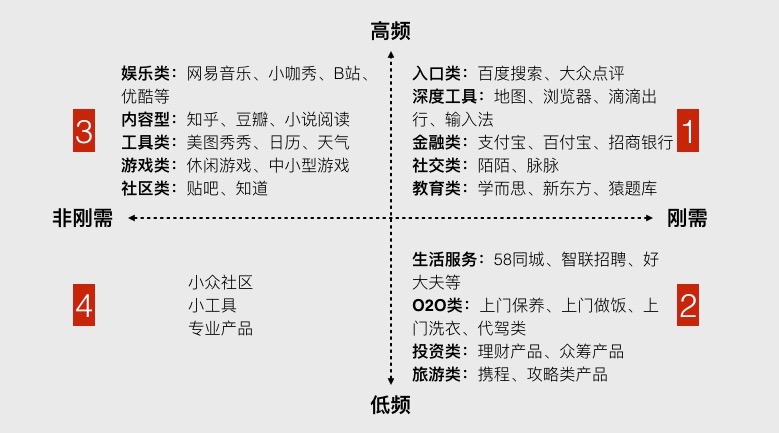 高频
娱乐类：网易音乐、小咖秀、B站、
优酷等
内容型：知乎、豆瓣、小说阅读
工具类：美图秀秀、日历、天气
游戏类：休闲游戏、中小型游戏
社区类：贴吧、知道
3
入口类：百度搜索、大众点评
深度工具：地图、浏览器、滴滴出
行、输入法
金融类：支付宝、百付宝、招商银行
社交类：陌陌、脉脉
教育类：学而思、新东方、猿题库
1
非刚需
刚需
4
小众社区
小工具
专业产品
生活服务：58同城、智联招聘、好
大夫等
O2O类：上门保养、上门做饭、上
门洗衣、代驾类
投资类：理财产品、众筹产品
旅游类：携程、攻略类产品
2
低频